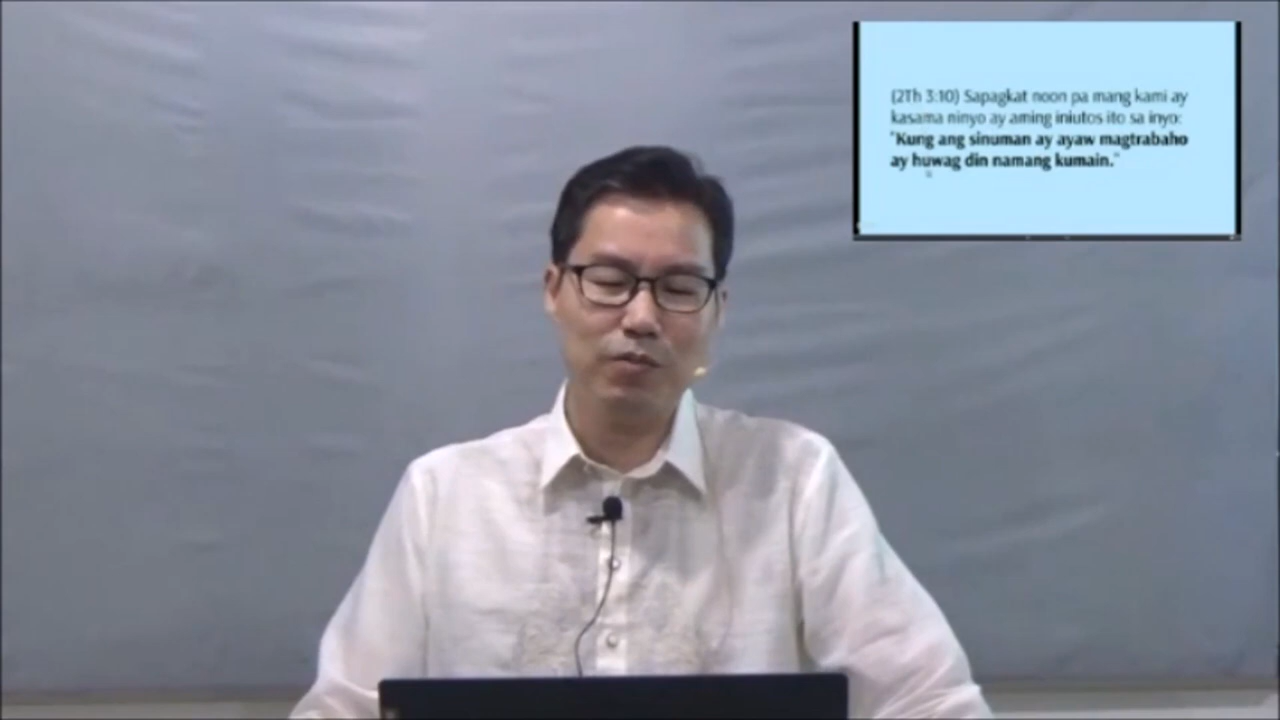 (2Th 3:10) Sapagkat noon pa mang kami ay
kasama ninyo ay aming iniutos ito sa inyo:
"Kung ang sinuman ay ayaw magtrabaho
ay huwag din namang kumain."